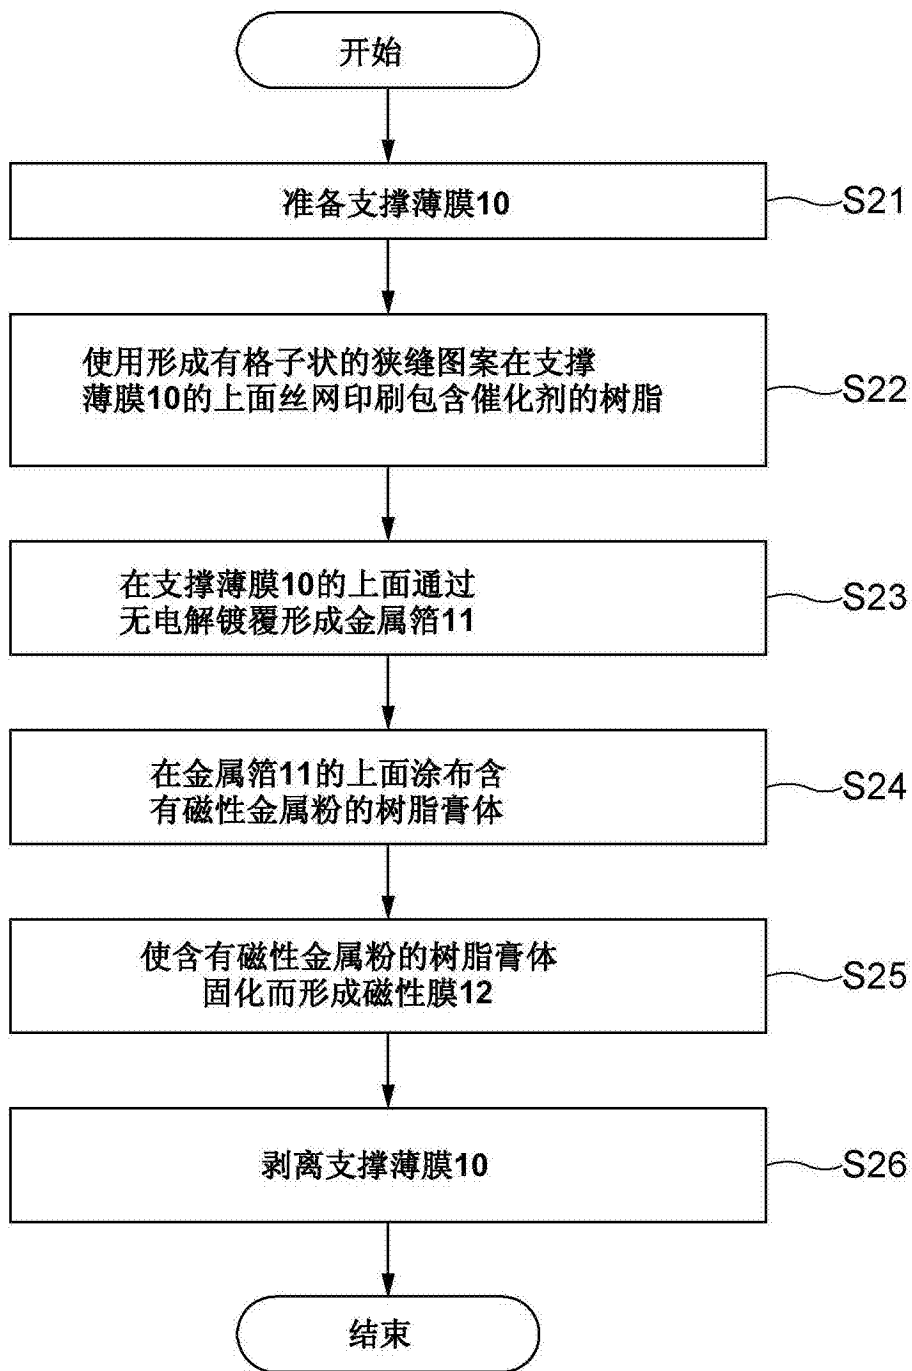 开始
准备支撑薄膜10
S21
使用形成有格子状的狭缝图案在支撑
薄膜10的上面丝网印刷包含催化剂的树脂
S22
在支撑薄膜10的上面通过
无电解镀覆形成金属箔11
S23
在金属箔11的上面涂布含
有磁性金属粉的树脂膏体
S24
使含有磁性金属粉的树脂膏体
固化而形成磁性膜12
S25
剥离支撑薄膜10
S26
结束